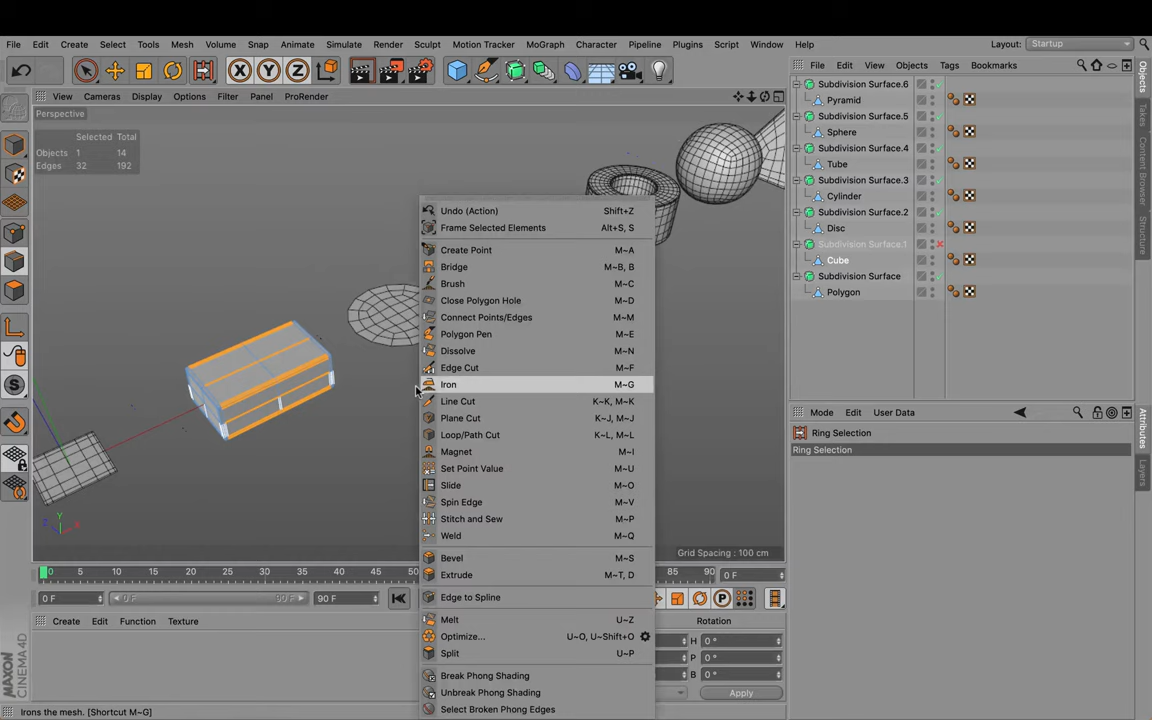 File Edit Create Select Tools Mesh Volume Snap Animate Simulate Render Sculpt Motion Tracker MoGraph Character Pipeline Plugins Script Window Help Layout: Startup
X Y Z
File Edit View Objects Tags Bookmarks
View Cameras Display Options Filter Panel ProRender
Perspective
Selected Total
Objects 1 14
Edges 32 192
Subdivision Surface.6
Pyramid
Subdivision Surface.5
Sphere
Subdivision Surface.4
Tube
Subdivision Surface.3
Cylinder
Subdivision Surface.2
Disc
Subdivision Surface.1
Cube
Subdivision Surface
Polygon
Objects
Takes
Content Browser
Structure
Undo (Action) Shift+Z
Frame Selected Elements Alt+S, S
Create Point M~A
Bridge M~B, B
Brush M~C
Close Polygon Hole M~D
Connect Points/Edges M~M
Polygon Pen M~E
Dissolve M~N
Edge Cut M~F
Iron M~G
Line Cut K~K, M~K
Plane Cut K~J, M~J
Loop/Path Cut K~L, M~L
Magnet M~I
Set Point Value M~U
Slide M~O
Spin Edge M~V
Stitch and Sew M~P
Weld M~Q
Bevel M~S
Extrude M~T, D
Edge to Spline
Melt U~Z
Optimize... U~O, U~Shift+O
Split U~P
Break Phong Shading
Unbreak Phong Shading
Select Broken Phong Edges
Mode Edit User Data
Ring Selection
Ring Selection
Attributes
Layers
Y
Z X
Grid Spacing : 100 cm
0 5 10 15 20 25 30 35 40 45 50 85 90 0 F
0 F 0 F 90 F 90 F
P
Create Edit Function Texture
Rotation
H 0 °
P 0 °
B 0 °
Apply
MAXON
CINEMA 4D
Irons the mesh. [Shortcut M~G]